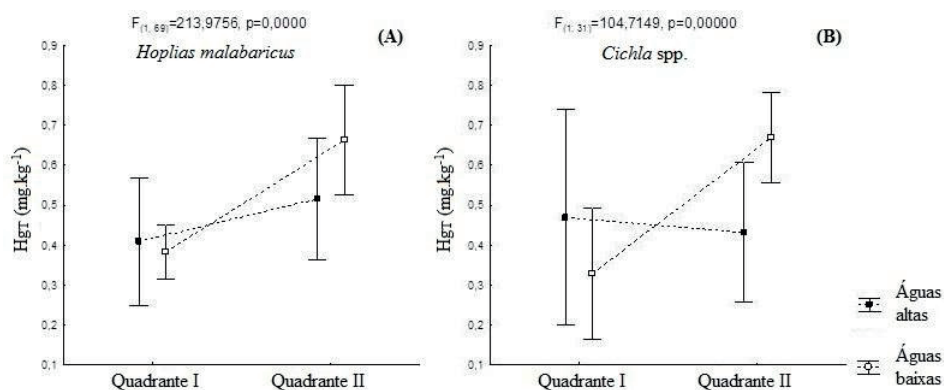 F(1, 69)=213,9756, p=0,0000
(A)
Hoplias malabaricus
HgT (mg.kg-1)
0,9
0,8
0,7
0,6
0,5
0,4
0,3
0,2
0,1
Quadrante I Quadrante II
F(1, 31)=104,7149, p=0,00000
(B)
Cichla spp.
HgT (mg.kg-1)
0,9
0,8
0,7
0,6
0,5
0,4
0,3
0,2
0,1
Quadrante I Quadrante II
Águas
altas
Águas
baixas